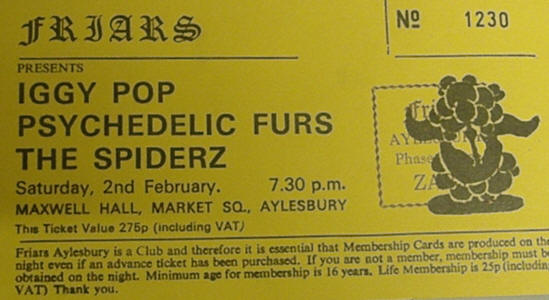 FRIARS
Nº 1230
PRESENTS
IGGY POP
PSYCHEDELIC FURS
THE SPIDERZ
Saturday, 2nd February. 7.30 p.m.
MAXWELL HALL, MARKET SQ., AYLESBURY
This Ticket Value 275p (including VAT)
Phase
ZA
Friars Aylesbury is a Club and therefore it is essential that Membership Cards are produced on the
night even if an advance ticket has been purchased. If you are not a member, membership must be
obtained on the night. Minimum age for membership is 16 years. Life Membership is 25p (including
VAT) Thank you.